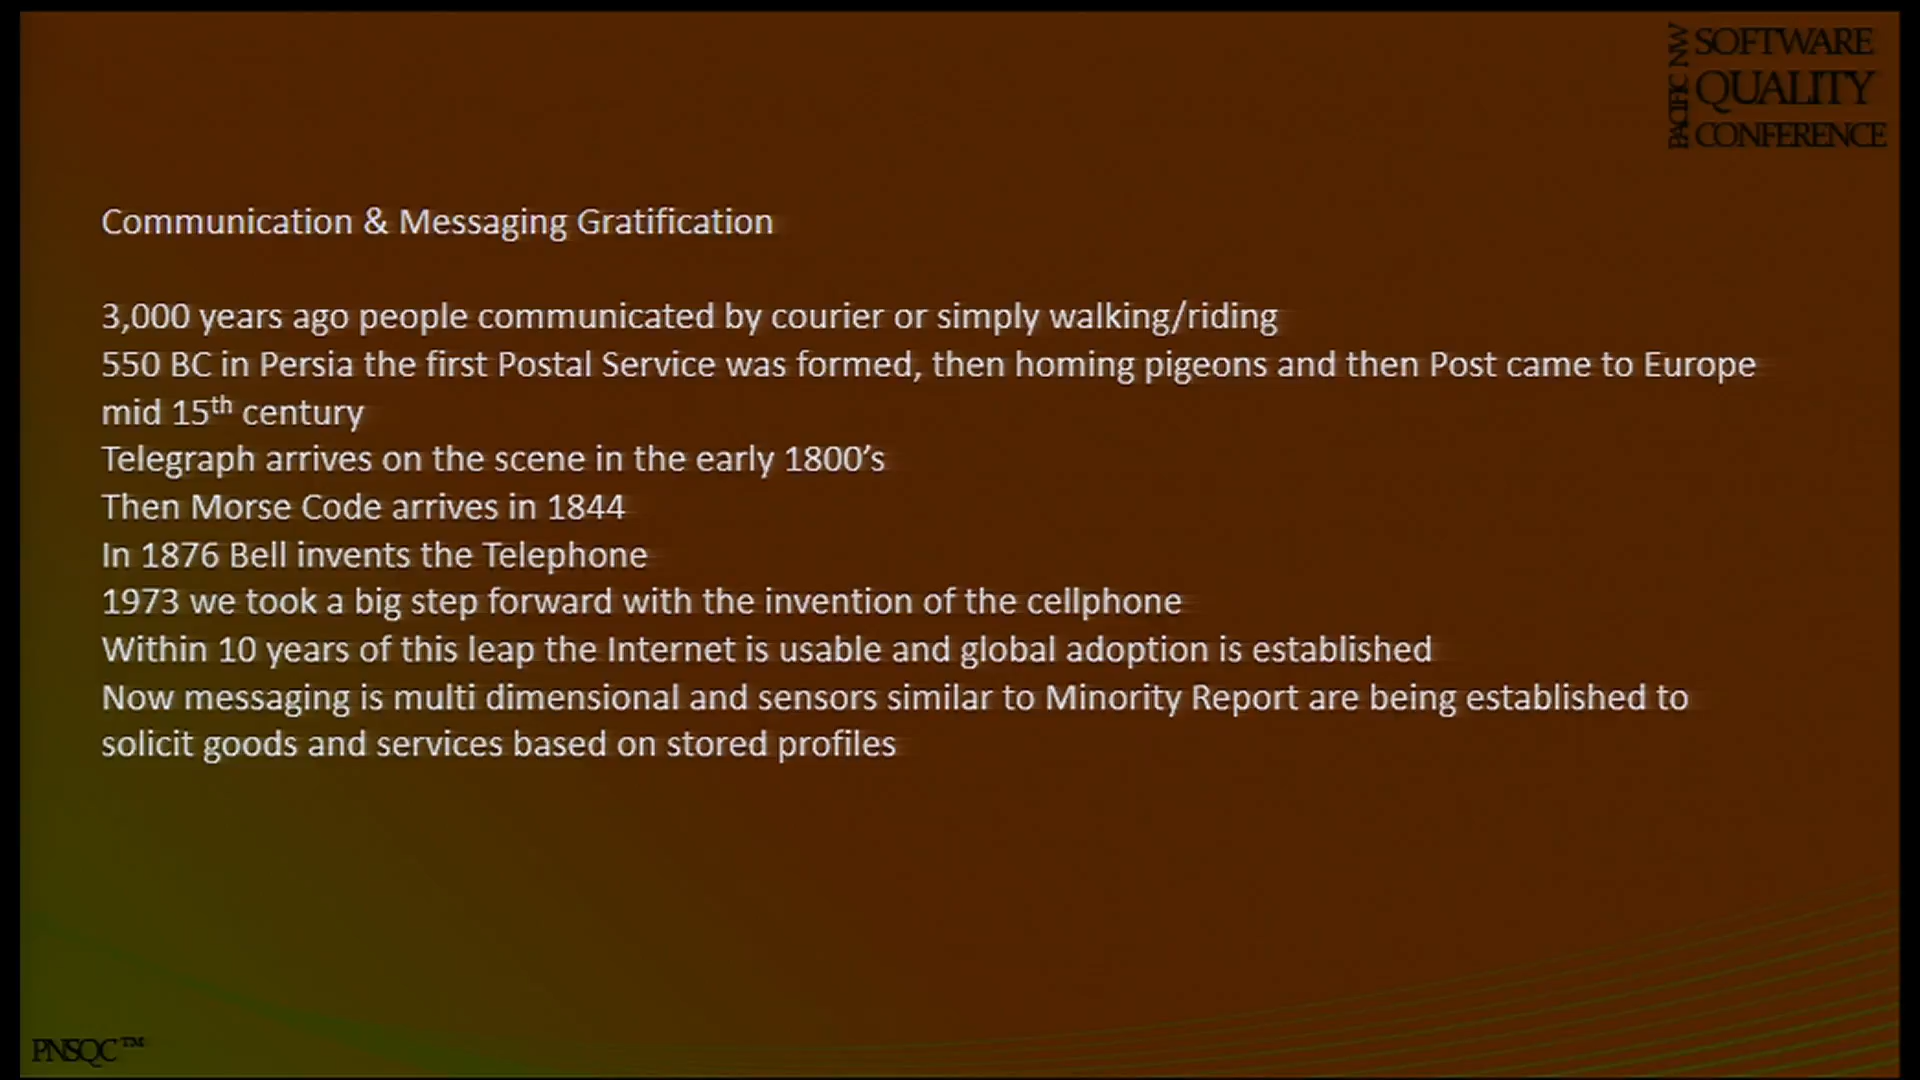 PACIFIC NW
SOFTWARE
QUALITY
CONFERENCE
Communication & Messaging Gratification
3,000 years ago people communicated by courier or simply walking/riding
550 BC in Persia the first Postal Service was formed, then homing pigeons and then Post came to Europe
mid 15th century
Telegraph arrives on the scene in the early 1800’s
Then Morse Code arrives in 1844
In 1876 Bell invents the Telephone
1973 we took a big step forward with the invention of the cellphone
Within 10 years of this leap the Internet is usable and global adoption is established
Now messaging is multi dimensional and sensors similar to Minority Report are being established to
solicit goods and services based on stored profiles
PNSQC™